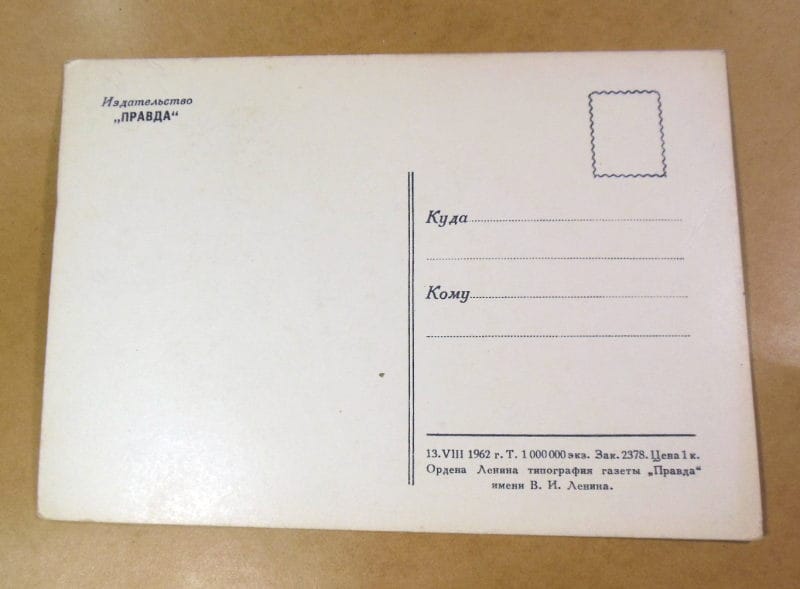 Издательство
„ПРАВДА“
Куда
Кому
13.VIII 1962 г. Т. 1 000 000 экз. Зак. 2378. Цена 1 к.
Ордена Ленина типография газеты „Правда“
имени В. И. Ленина.